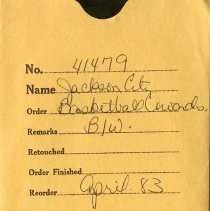 No. 41479
Name Jackson City
Order Basketball Awards.
Remarks B/W.
Retouched
Order Finished
Reorder April 83